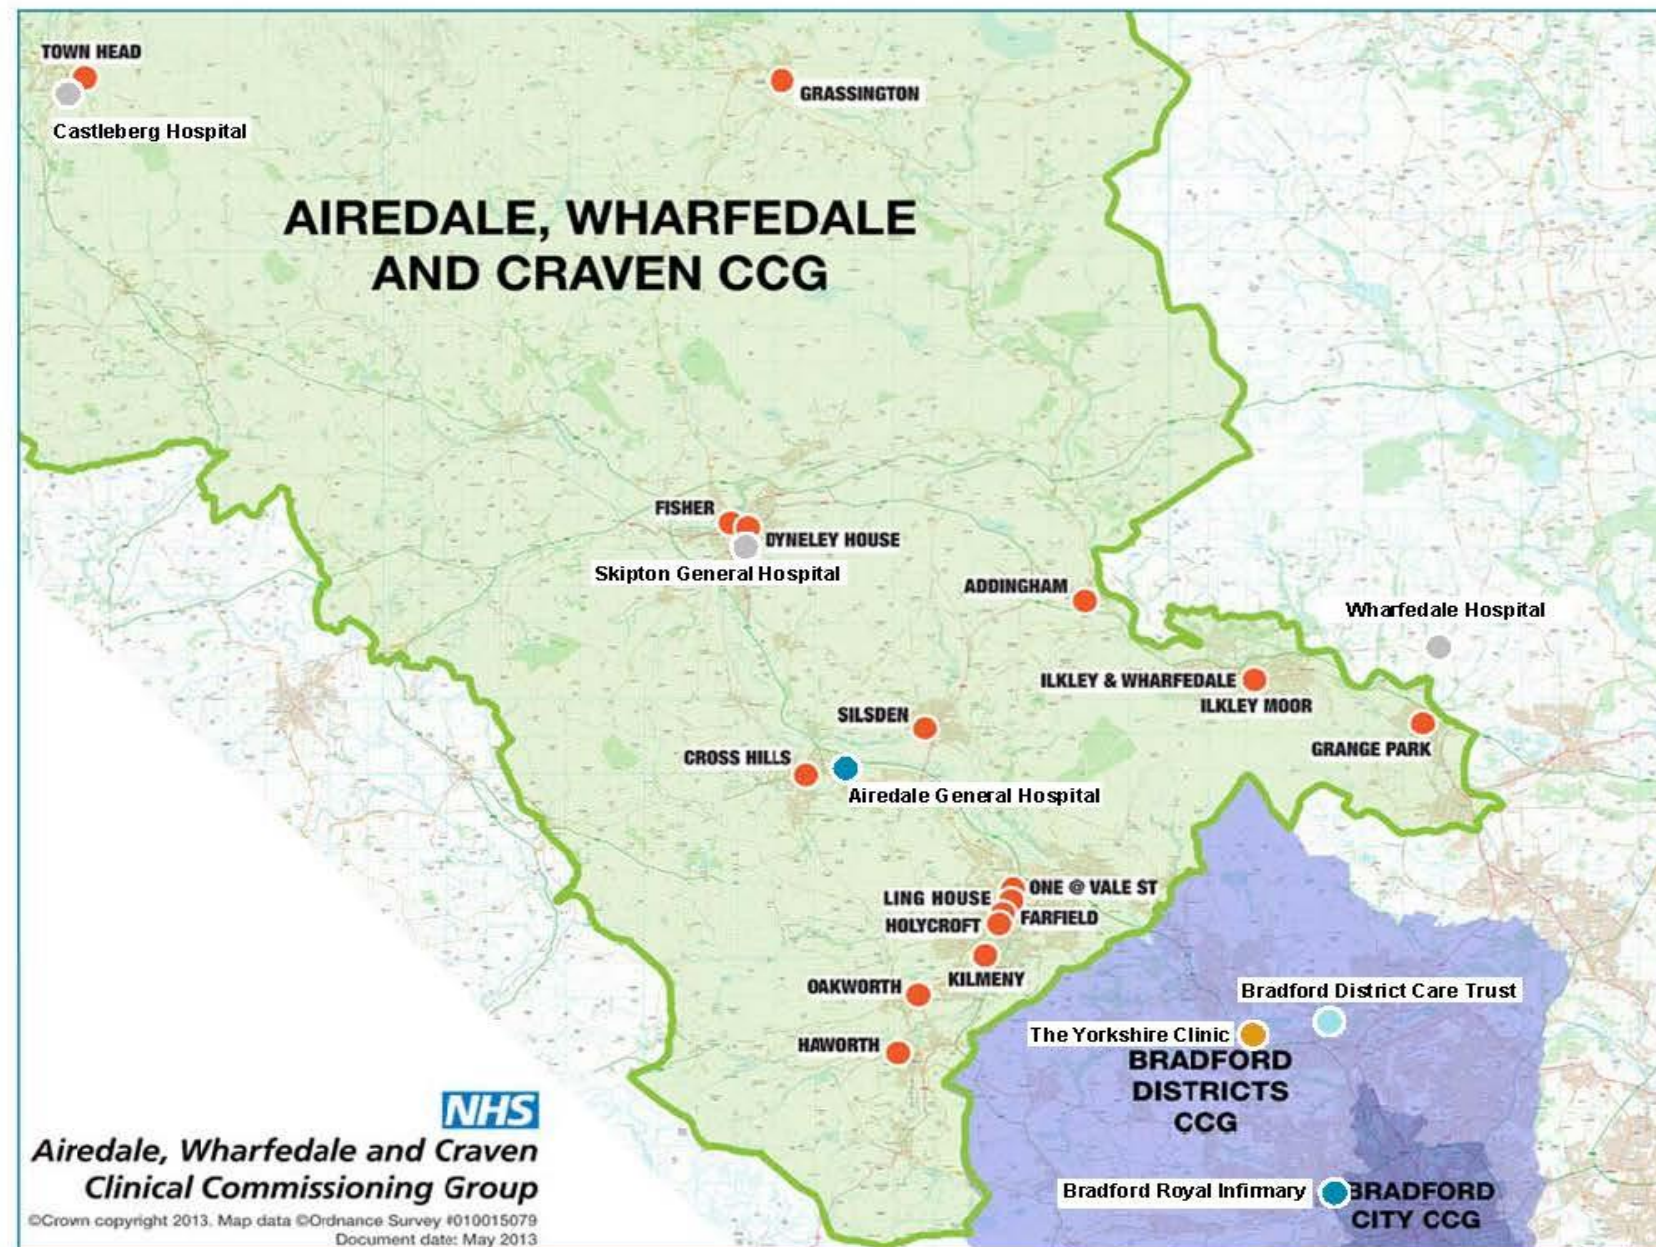 TOWN HEAD
Castleberg Hospital
GRASSINGTON
AIREDALE, WHARFEDALE
AND CRAVEN CCG
FISHER
DYNELEY HOUSE
Skipton General Hospital
ADDINGHAM
Wharfedale Hospital
ILKLEY & WHARFEDALE
ILKLEY MOOR
GRANGE PARK
SILSDEN
CROSS HILLS
Airedale General Hospital
ONE @ VALE ST
LING HOUSE
FARFIELD
HOLYCROFT
KILMENY
OAKWORTH
HAWORTH
Bradford District Care Trust
The Yorkshire Clinic
BRADFORD
DISTRICTS
CCG
Bradford Royal Infirmary
BRADFORD
CITY CCG
NHS
Airedale, Wharfedale and Craven
Clinical Commissioning Group
©Crown copyright 2013. Map data ©Ordnance Survey #010015079
Document date: May 2013